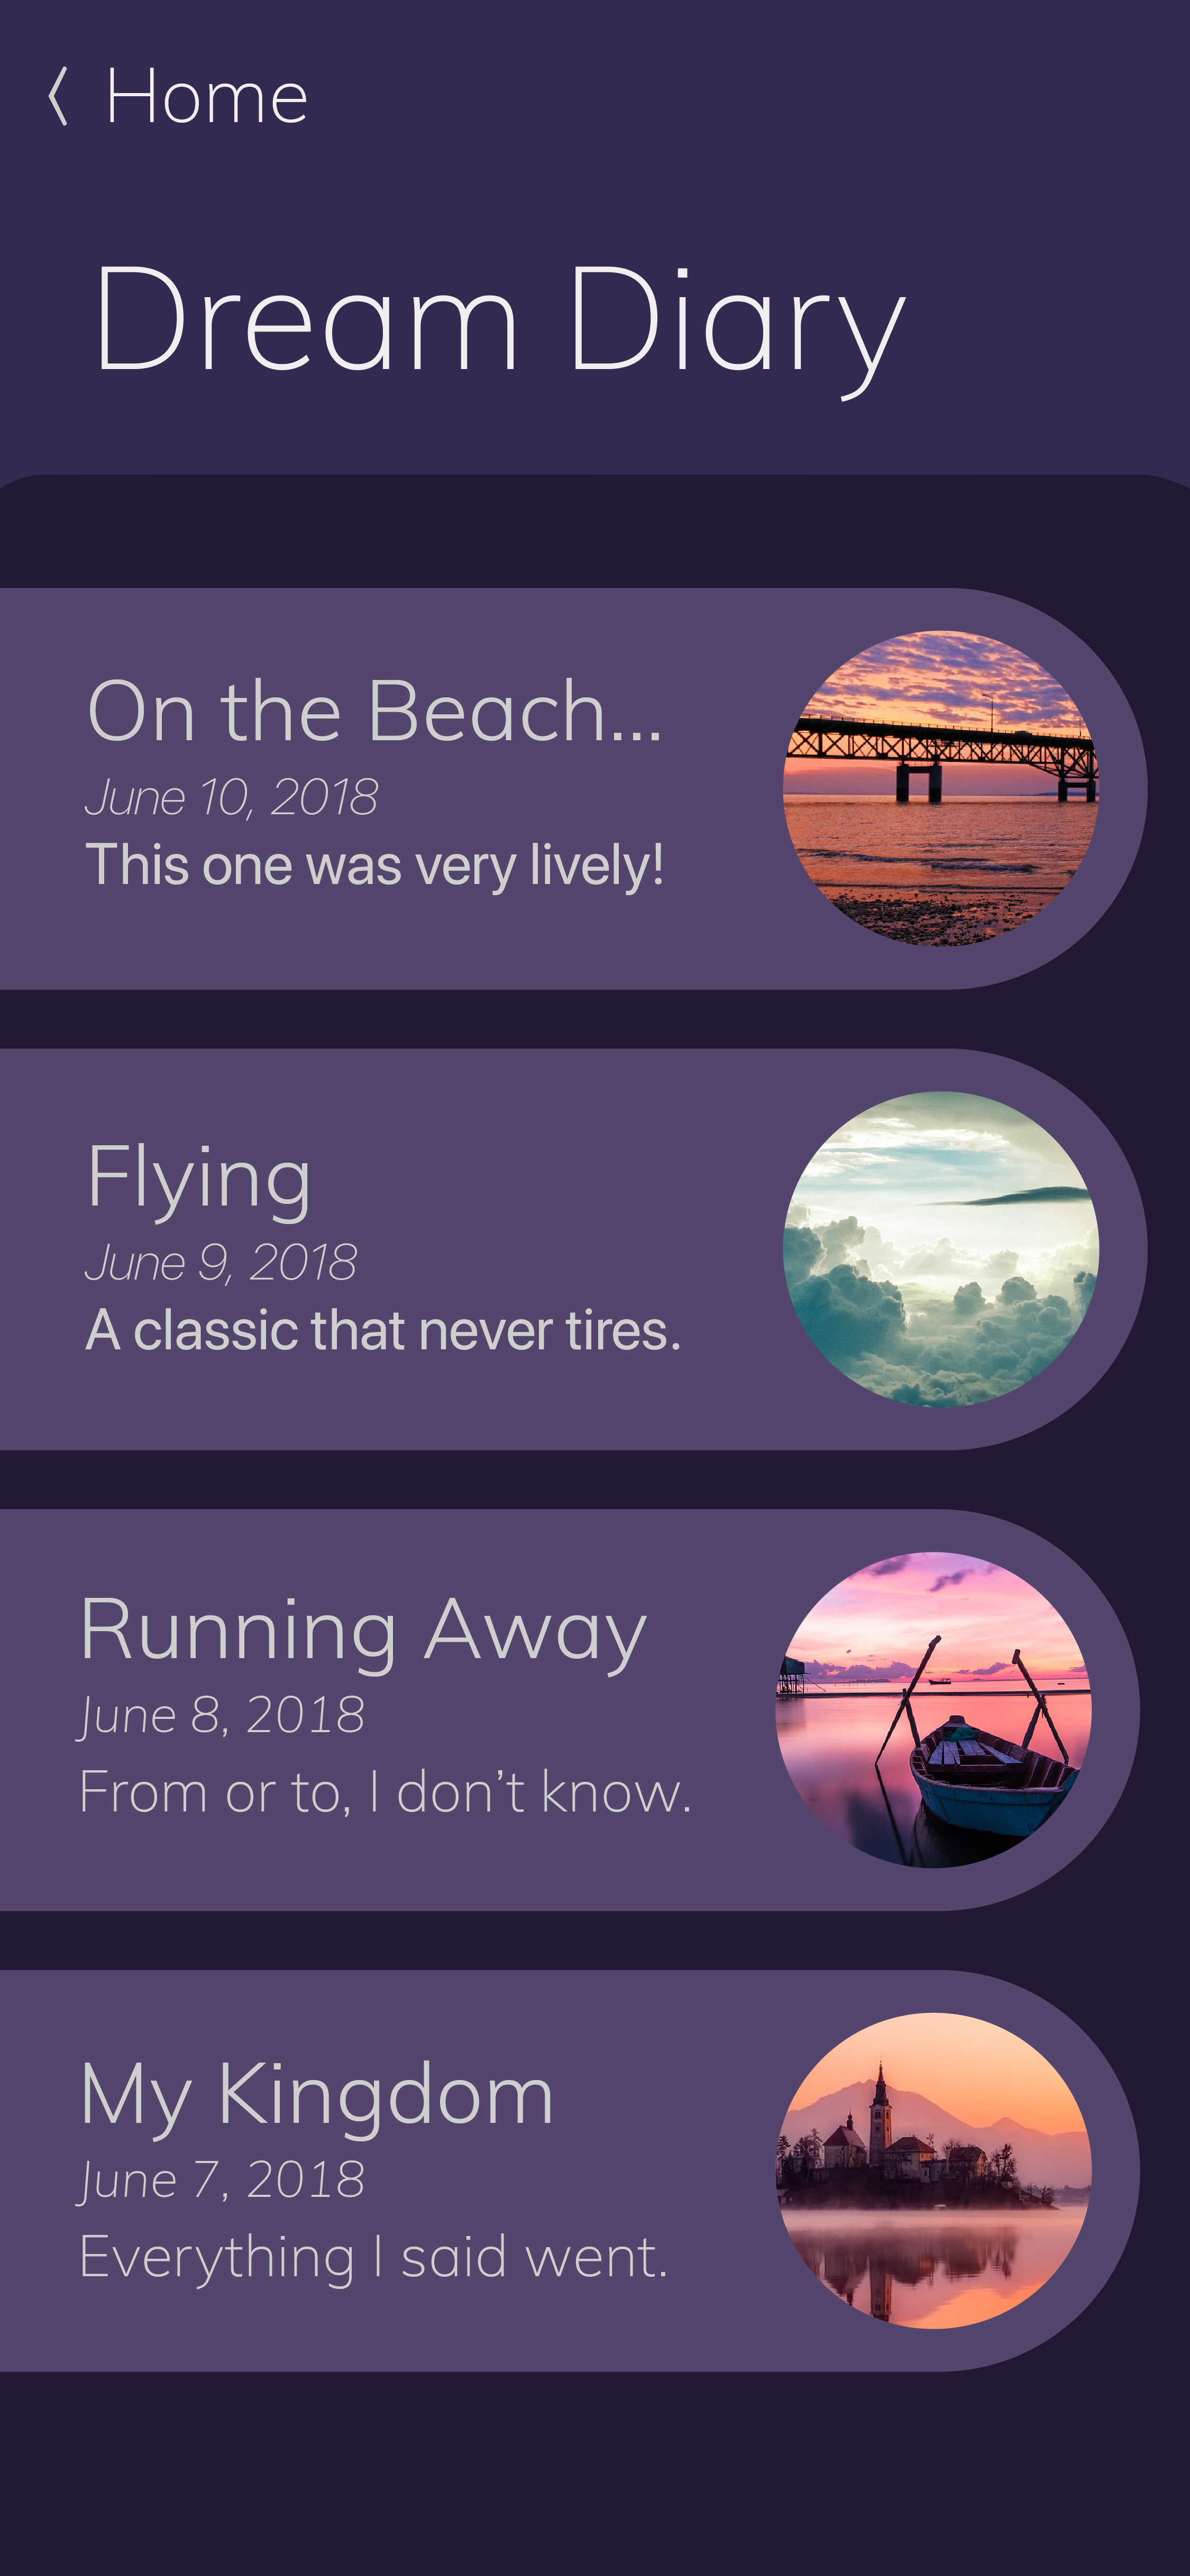 Home
Dream Diary
On the Beach...
June 10, 2018
This one was very lively!
Flying
June 9, 2018
A classic that never tires.
Running Away
June 8, 2018
From or to, I don’t know.
My Kingdom
June 7, 2018
Everything I said went.